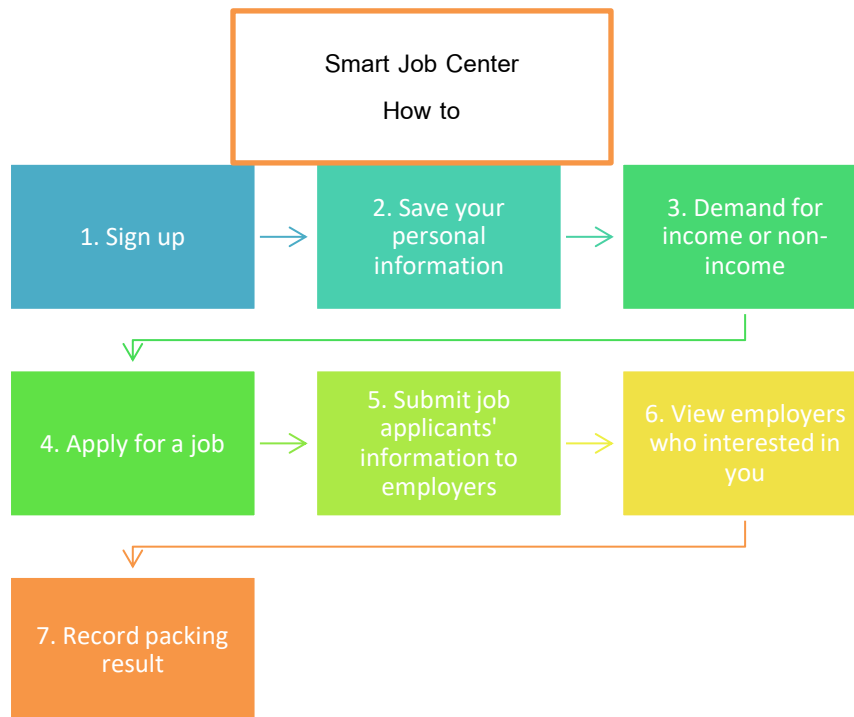 Smart Job Center
How to
1. Sign up
2. Save your
personal
information
3. Demand for
income or non-
income
4. Apply for a job
5. Submit job
applicants'
information to
employers
6. View employers
who interested in
you
7. Record packing
result